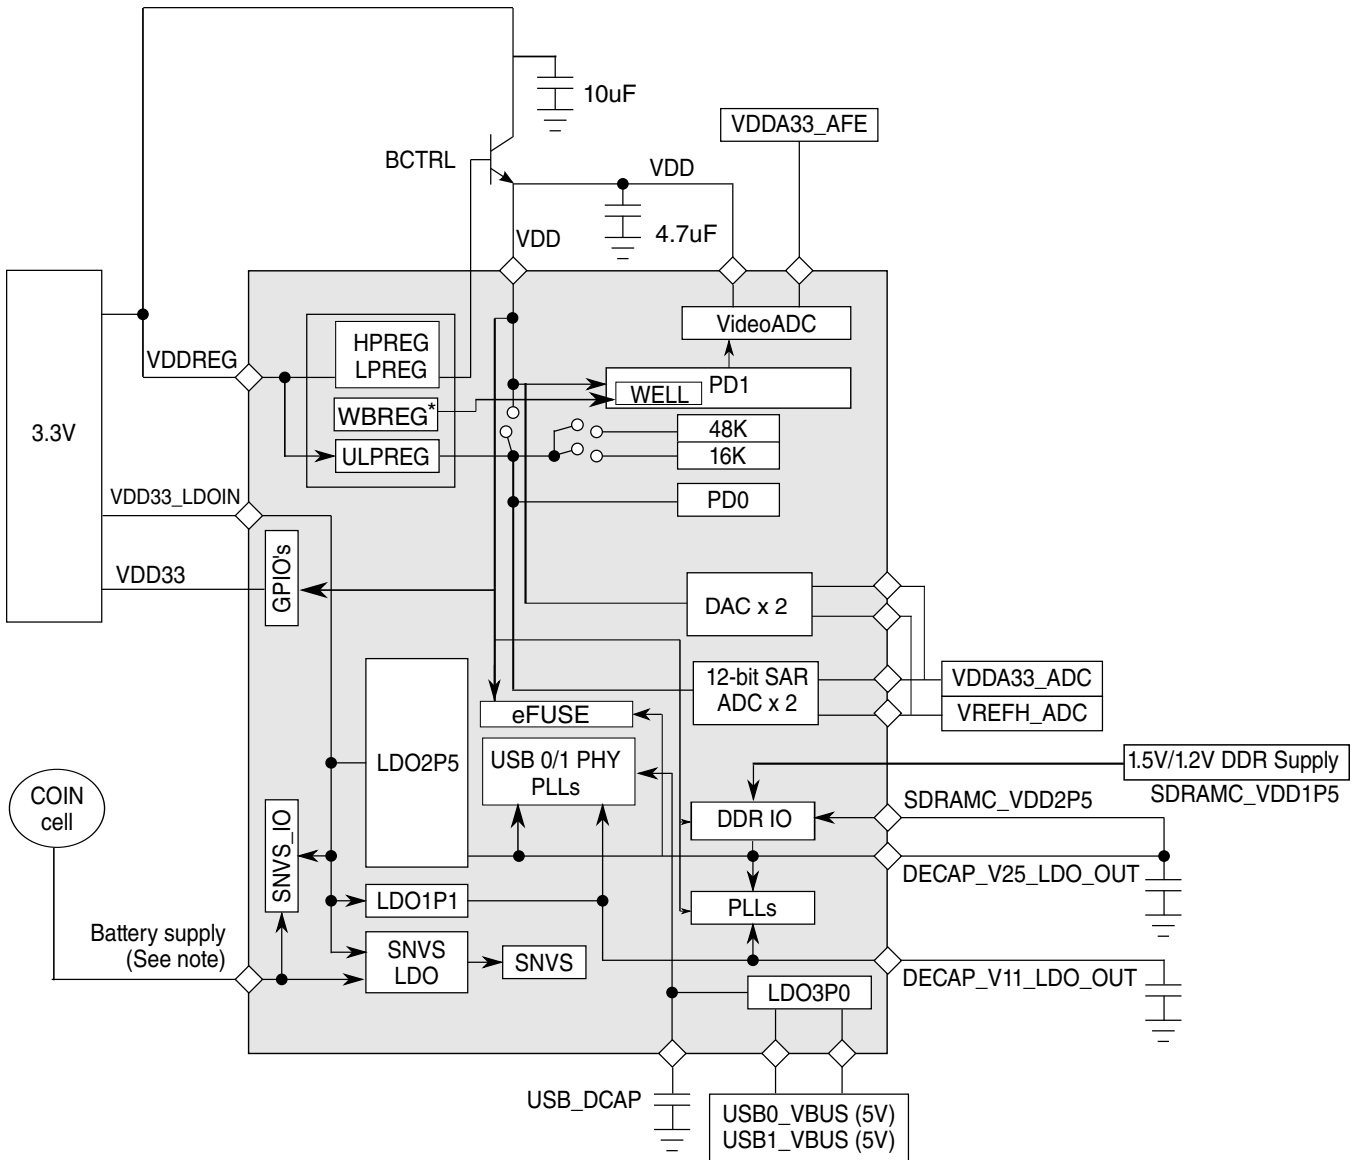 10uF
VDDA33_AFE
BCTRL
VDD
4.7uF
VDD
VideoADC
HPREG
LPREG
VDDREG
PD1
WELL
WBREG*
3.3V
48K
ULPREG
16K
VDD33_LDOIN
PD0
GPIO's
VDD33
DAC x 2
12-bit SAR
ADC x 2
VDDA33_ADC
VREFH_ADC
eFUSE
LDO2P5
USB 0/1 PHY
PLLs
1.5V/1.2V DDR Supply
SDRAMC_VDD1P5
COIN
cell
SDRAMC_VDD2P5
DDR IO
SNVS_IO
DECAP_V25_LDO_OUT
LDO1P1
PLLs
Battery supply
(See note)
SNVS
LDO
SNVS
DECAP_V11_LDO_OUT
LDO3P0
USB_DCAP
USB0_VBUS (5V)
USB1_VBUS (5V)